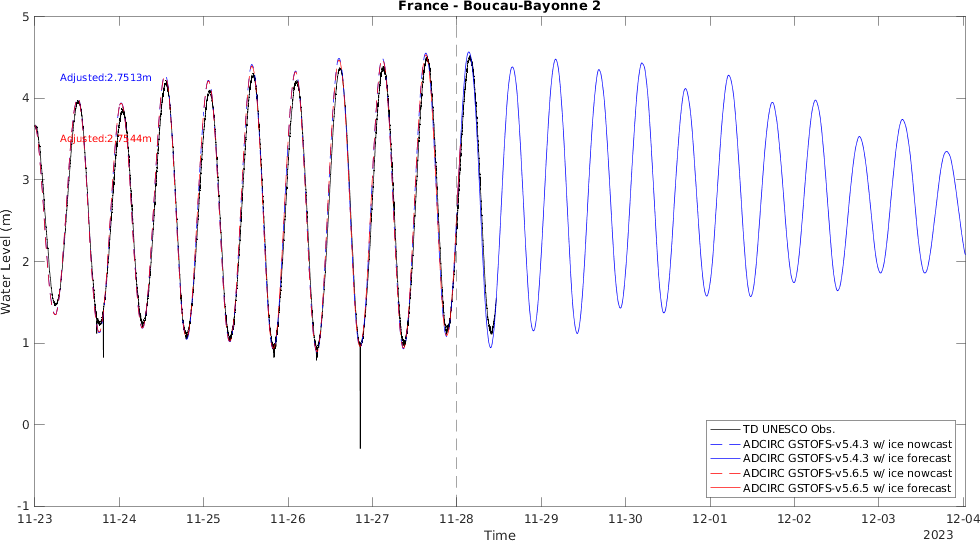 France - Boucau-Bayonne 2
5
4
3
2
1
0
-1
Water Level (m)
Adjusted:2.7513m
Adjusted:2.7544m
TD UNESCO Obs.
ADCIRC GSTOFS-v5.4.3 w/ ice nowcast
ADCIRC GSTOFS-v5.4.3 w/ ice forecast
ADCIRC GSTOFS-v5.6.5 w/ ice nowcast
ADCIRC GSTOFS-v5.6.5 w/ ice forecast
11-23 11-24 11-25 11-26 11-27 11-28 11-29 11-30 12-01 12-02 12-03 12-04
Time
2023